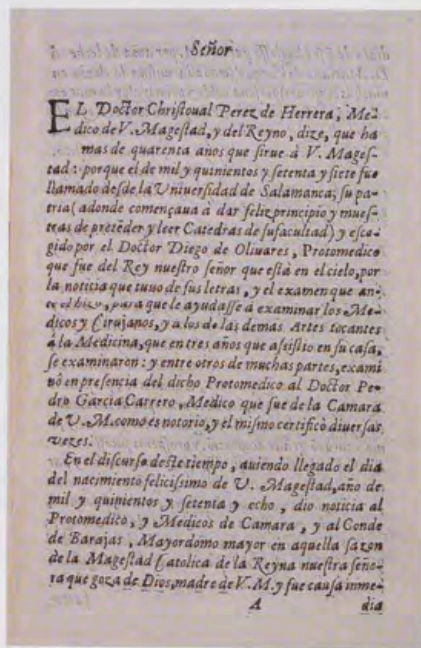 Señor
EL Doctor Christoual Perez de Herrera, Me-
dico de V. Magestad, y del Reyno, dize, que ha
mas de quarenta años que sirue à V. Mages-
tad: porque el de mil y quinientos y setenta y siete fue
llamado desde la Uniuersidad de Salamanca, su pa-
tria (adonde començaua à dar feliz principio y mues-
tras de pretẽder y leer Catedras de su facultad) y esco-
gido por el Doctor Diego de Oliuares, Protomedico
que fue del Rey nuestro señor que està en el cielo, por
la noticia que tuuo de sus letras, y el examen que an-
te el hizo, para que le ayudasse à examinar los Me-
dicos y Cirujanos, y a los de las demas Artes tocantes
à la Medicina, que en tres años que assistio en su casa,
se examinaron: y entre otros de muchas partes, exami
nò en presencia del dicho Protomedico al Doctor Pe-
dro Garcia Carrero, Medico que fue de la Camara
de V. M. como es notorio, y el mismo certificò diuersas
vezes.
En el discurso deste tiempo, auiendo llegado el dia
del nacimiento felicissimo de V. Magestad, año de
mil y quinientos y setenta y ocho, dio noticia al
Protomedico, y Medicos de Camara, y al Conde
de Barajas, Mayordomo mayor en aquella sazon
de la Magestad Catolica de la Reyna nuestra seño-
ra que goza de Dios, madre de V. M. y fue causa inme-
A dia